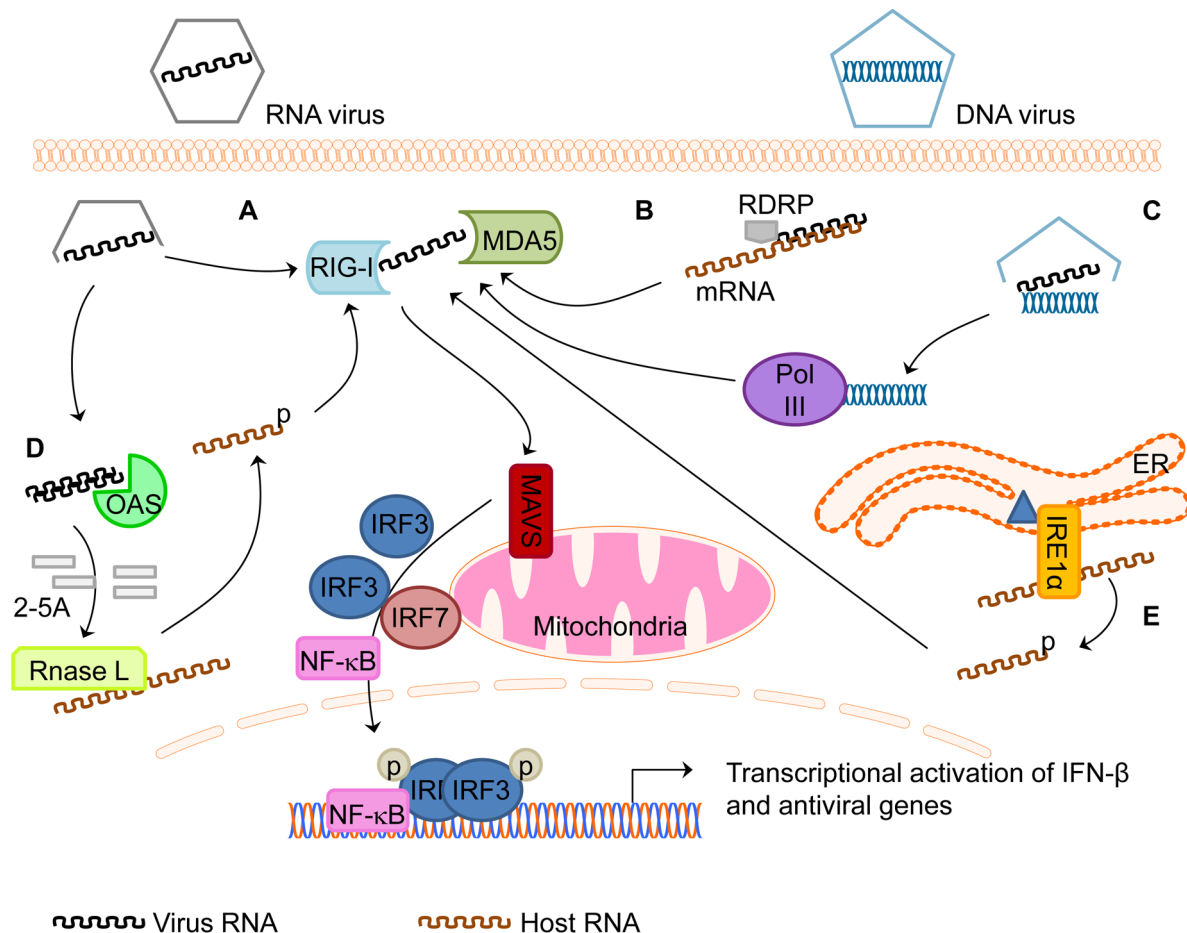 RNA virus
DNA virus
A
B
C
RDRP
MDA5
RIG-I
mRNA
Pol
III
p
D
OAS
ER
MAVS
IRF3
IRE1α
IRF3
2-5A
IRF7
Mitochondria
E
p
NF-κB
Rnase L
p
p
IRF3
NF-κB
Transcriptional activation of IFN-β
and antiviral genes
Virus RNA
Host RNA